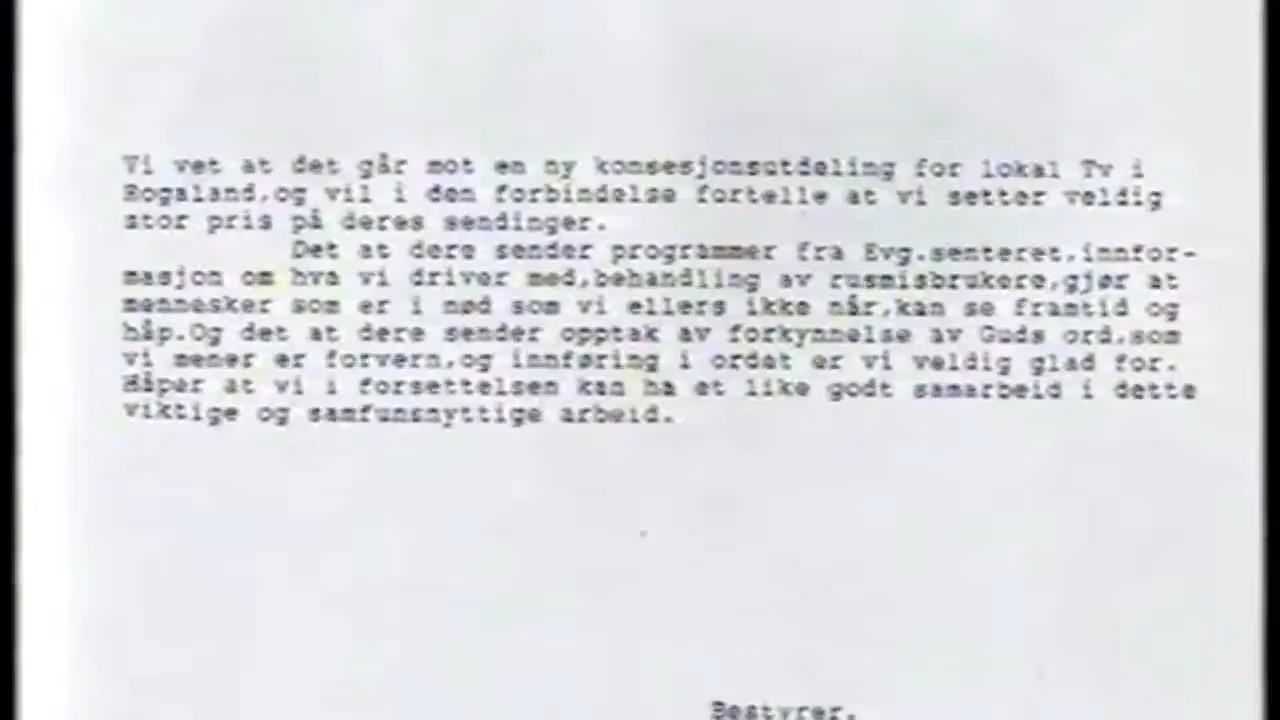 Vi vet at det går mot en ny konsesjonsutdeling for lokal Tv i
Rogaland,og vil i den forbindelse fortelle at vi setter veldig
stor pris på deres sendinger.
Det at dere sender programmer fra Evg.senteret,innfor-
masjon om hva vi driver med,behandling av rusmisbrukere,gjør at
mennesker som er i nød som vi ellers ikke når,kan se framtid og
håp.Og det at dere sender opptak av forkynnelse av Guds ord,som
vi mener er forvern,og innføring i ordet er vi veldig glad for.
Håper at vi i forsettelsen kan ha et like godt samarbeid i dette
viktige og samfunsnyttige arbeid.
Bestyrer.